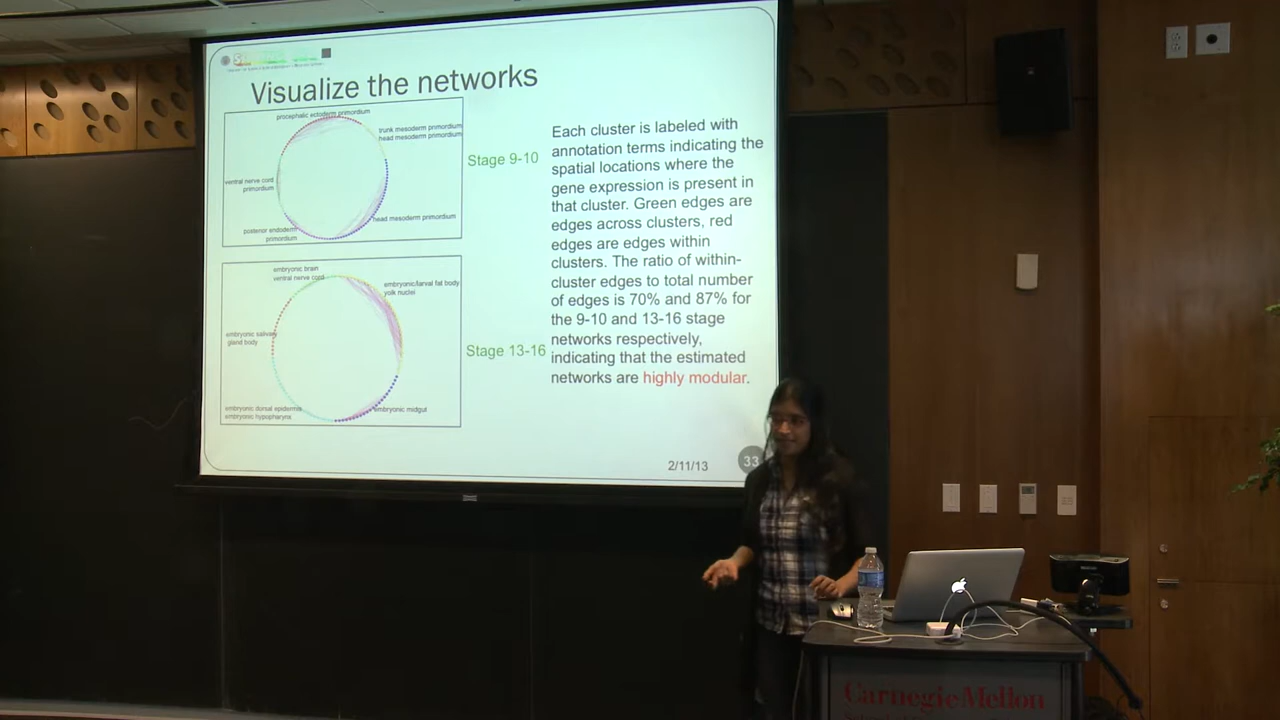 Visualize the networks
procephalic ectoderm primordium
trunk mesoderm primordium
head mesoderm primordium
ventral nerve cord
primordium
head mesoderm primordium
posterior endoderm
primordium
Stage 9-10
embryonic brain
ventral nerve cord
embryonic/larval fat body
yolk nuclei
embryonic salivary
gland body
embryonic dorsal epidermis
embryonic hypopharynx
embryonic midgut
Stage 13-16
Each cluster is labeled with
annotation terms indicating the
spatial locations where the
gene expression is present in
that cluster. Green edges are
edges across clusters, red
edges are edges within
clusters. The ratio of within-
cluster edges to total number
of edges is 70% and 87% for
the 9-10 and 13-16 stage
networks respectively,
indicating that the estimated
networks are highly modular.
2/11/13
33
Carnegie Mellon